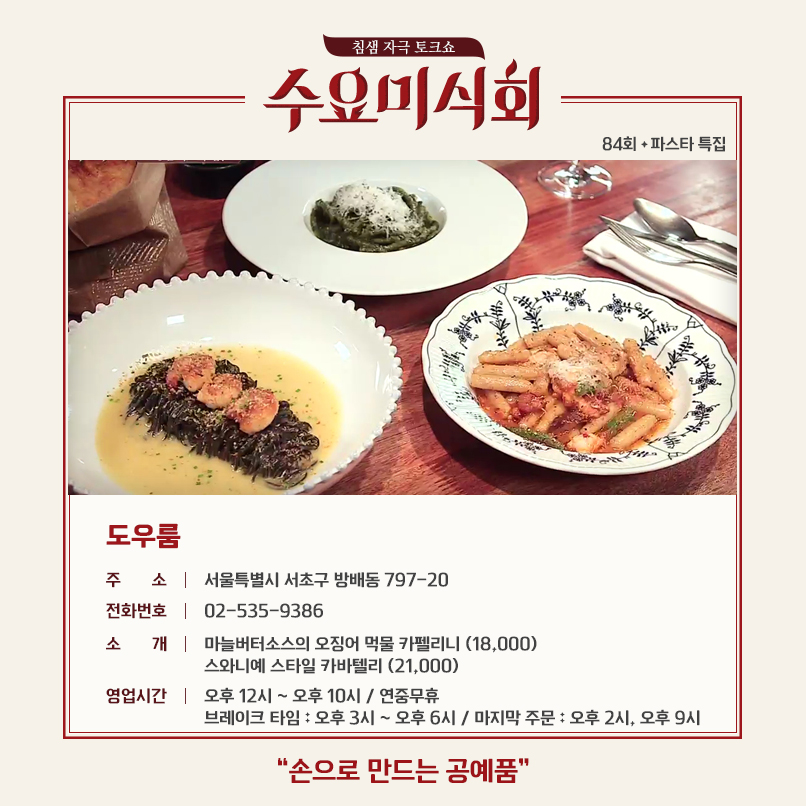 침샘 자극 토크쇼
수요미식회
84회 + 파스타 특집
도우룸
주 소 | 서울특별시 서초구 방배동 797-20
전화번호 | 02-535-9386
소 개 | 마늘버터소스의 오징어 먹물 카펠리니 (18,000)
스와니예 스타일 카바텔리 (21,000)
영업시간 | 오후 12시 ~ 오후 10시 / 연중무휴
브레이크 타임 : 오후 3시 ~ 오후 6시 / 마지막 주문 : 오후 2시, 오후 9시
“손으로 만드는 공예품”